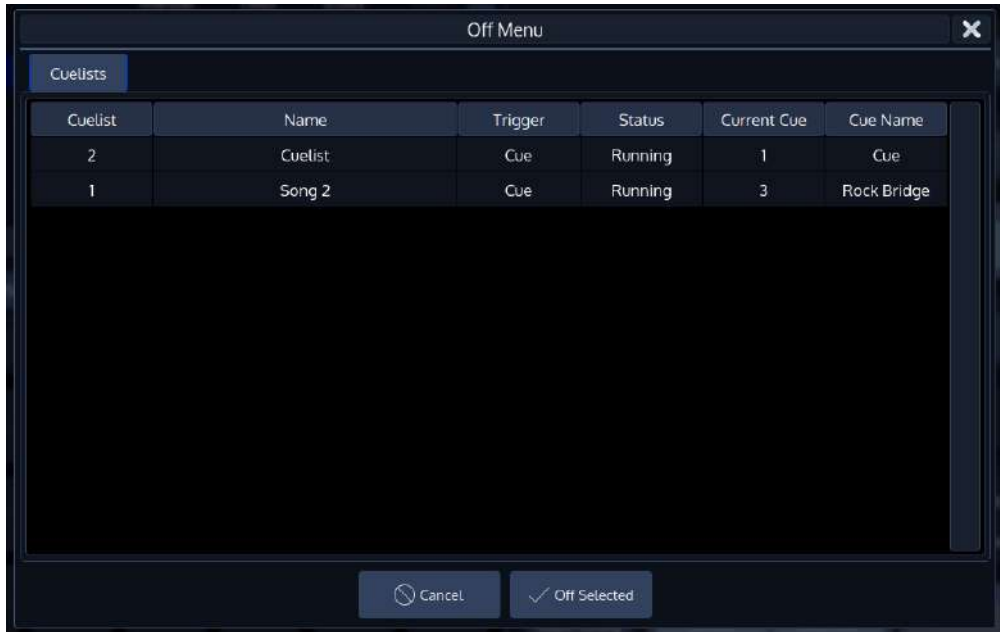 Off Menu
Cuelists
Cuelist Name Trigger Status Current Cue Cue Name
2 Cuelist Cue Running 1 Cue
1 Song 2 Cue Running 3 Rock Bridge
Cancel Off Selected